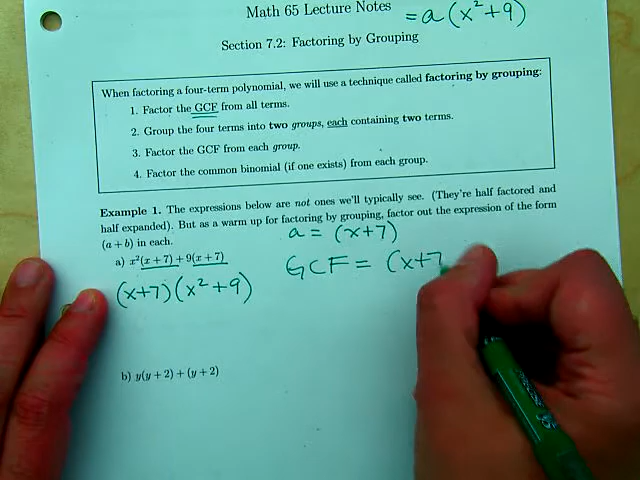 Math 65 Lecture Notes
= a(x² + 9)
Section 7.2: Factoring by Grouping
When factoring a four-term polynomial, we will use a technique called factoring by grouping:
1. Factor the GCF from all terms.
2. Group the four terms into two groups, each containing two terms.
3. Factor the GCF from each group.
4. Factor the common binomial (if one exists) from each group.
Example 1. The expressions below are not ones we'll typically see. (They're half factored and
half expanded). But as a warm up for factoring by grouping, factor out the expression of the form
(a + b) in each.
a = (x+7)
a) x²(x + 7) + 9(x + 7)
GCF = (x+7
(x+7)(x² + 9)
b) y(y + 2) + (y + 2)